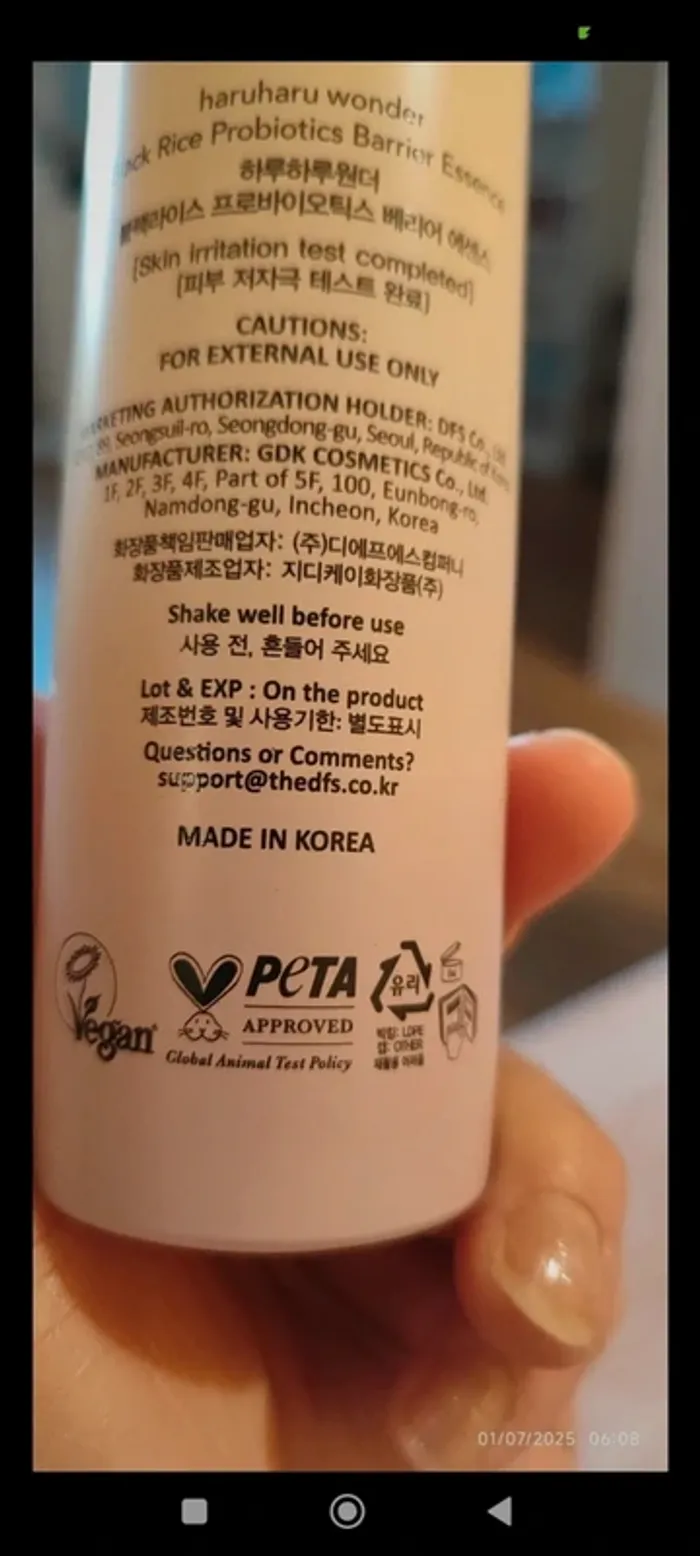 haruharu wonder
Rice Probiotics Barrier Essence
하루하루원더
블랙라이스 프로바이오틱스 베리어 에센스
[Skin irritation test completed]
[피부 저자극 테스트 완료]
CAUTIONS:
FOR EXTERNAL USE ONLY
MARKETING AUTHORIZATION HOLDER: DFS Co., Ltd.
Seongsuil-ro, Seongdong-gu, Seoul, Republic of Korea
MANUFACTURER: GDK COSMETICS Co., Ltd.
1F, 2F, 3F, 4F, Part of 5F, 100, Eunbong-ro,
Namdong-gu, Incheon, Korea
화장품책임판매업자: (주)디에프에스컴퍼니
화장품제조업자: 지디케이화장품(주)
Shake well before use
사용 전, 흔들어 주세요
Lot & EXP : On the product
제조번호 및 사용기한: 별도표시
Questions or Comments?
support@thedfs.co.kr
MADE IN KOREA
Vegan
PETA
APPROVED
Global Animal Test Policy
유리
캡: OTHER
01/07/2025 06:08